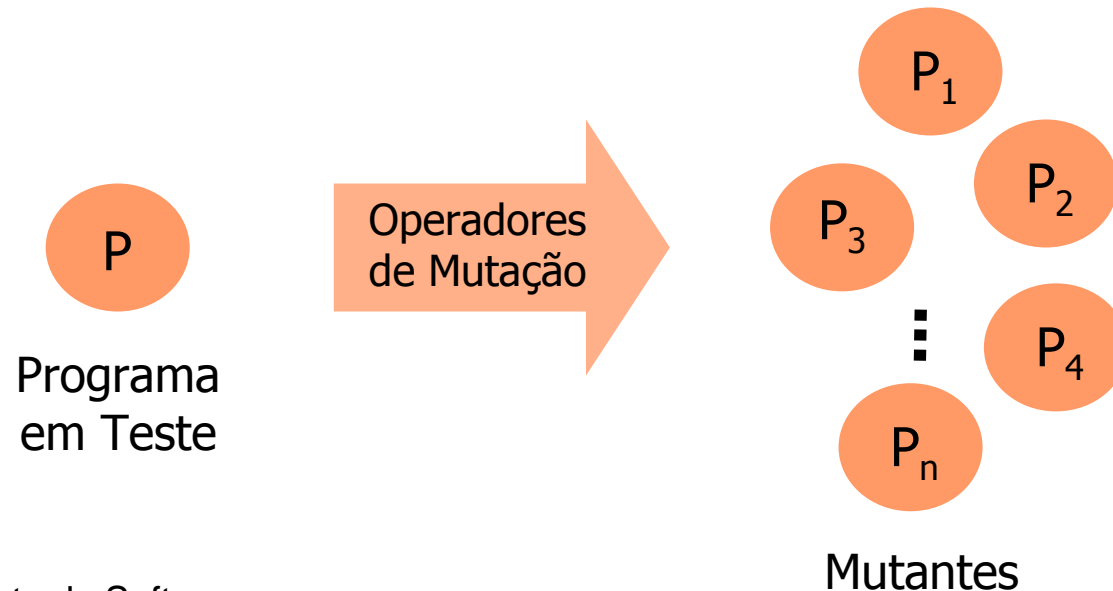 P
Programa
em Teste
Operadores
de Mutação
P1
P2
P3
P4
Pn
Mutantes